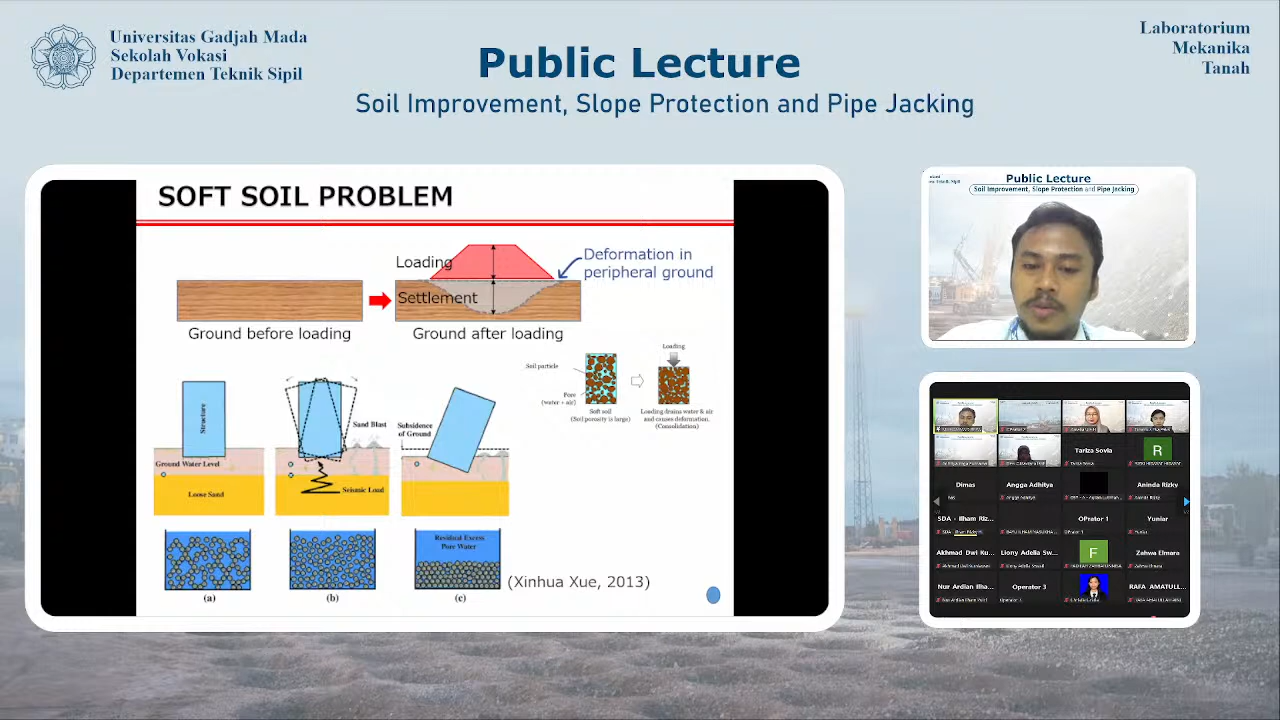 Universitas Gadjah Mada
Sekolah Vokasi
Departemen Teknik Sipil
Public Lecture
Soil Improvement, Slope Protection and Pipe Jacking
Laboratorium
Mekanika
Tanah
SOFT SOIL PROBLEM
Loading
Deformation in
peripheral ground
Settlement
Ground before loading
Ground after loading
Loading
Soil particle
Pore
(water + air)
Soft soil
(Soil porosity is large)
Loading drains water & air
and causes deformation.
(Consolidation)
Structure
Ground Water Level
Loose Sand
Sand Blast
Seismic Load
Subsidence
of Ground
Residual Excess
Pore Water
(a)
(b)
(c)
(Xinhua Xue, 2013)
Public Lecture
Soil Improvement, Slope Protection and Pipe Jacking
Tariza Sovia
R
Dimas
Angga Adhitya
Aninda Rizky
SDA - Ilham Riz...
OPrator 1
Yuniar
Akhmad Dwi Ku...
Liony Adelia Sw...
F
Zahwa Elmara
Nur Ardian Ilha...
Operator 3
RAFA AMATULL...